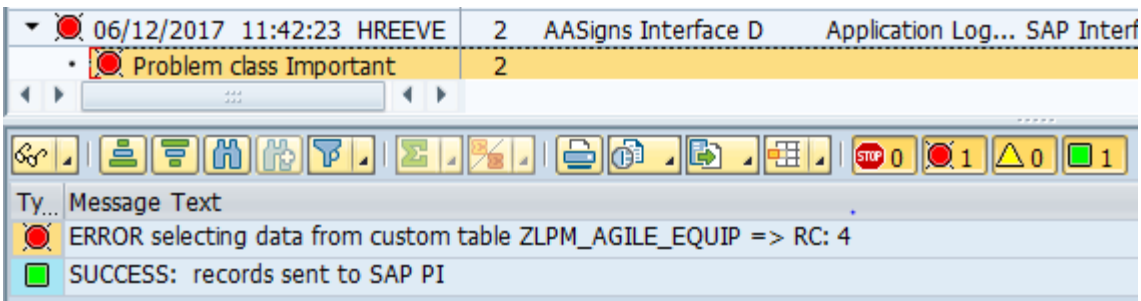 06/12/2017 11:42:23 HREEVE 2 AASigns Interface D Application Log... SAP Interf
Problem class Important 2
STOP 0 1 0 1
Ty... Message Text
ERROR selecting data from custom table ZLPM_AGILE_EQUIP => RC: 4
SUCCESS: records sent to SAP PI